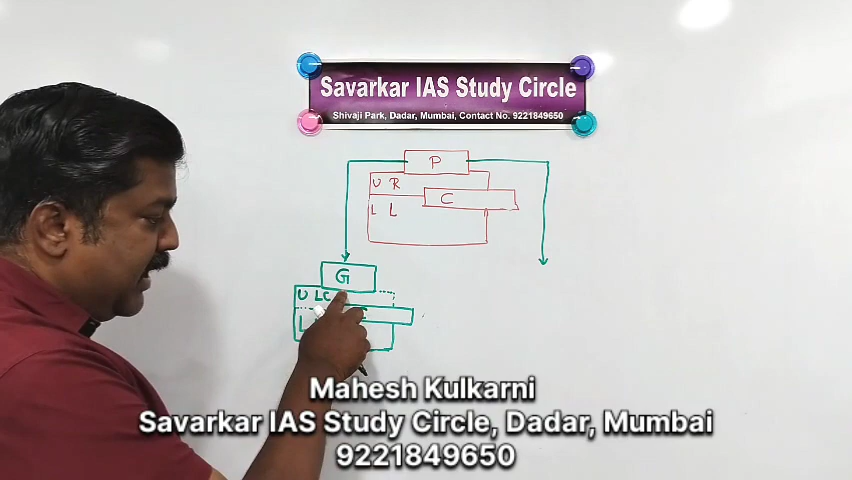 Savarkar IAS Study Circle
Shivaji Park, Dadar, Mumbai, Contact No. 9221849650
P
U R
C
L L
G
U LC
L
Mahesh Kulkarni
Savarkar IAS Study Circle, Dadar, Mumbai
9221849650